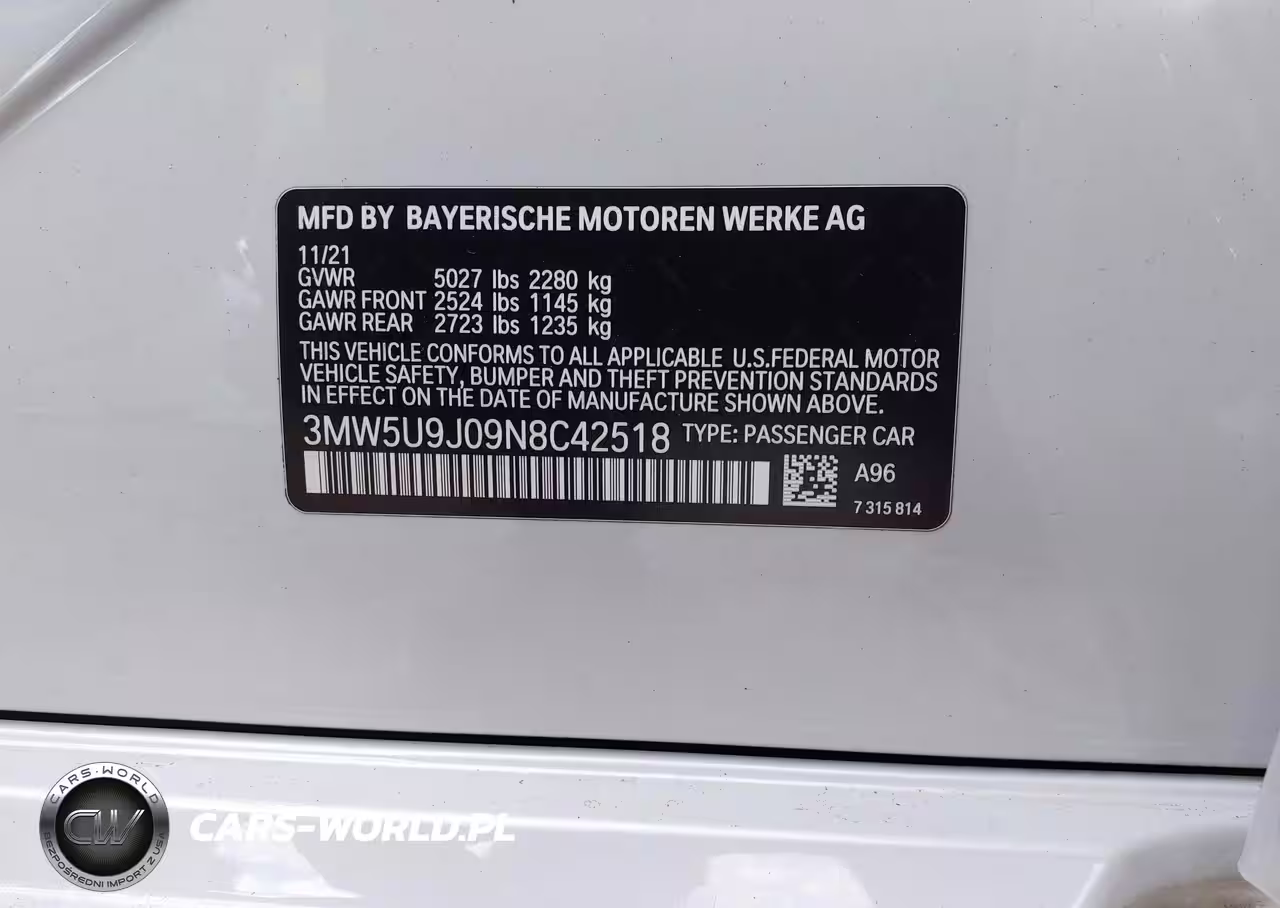 MFD BY BAYERISCHE MOTOREN WERKE AG
11/21
GVWR 5027 lbs 2280 kg
GAWR FRONT 2524 lbs 1145 kg
GAWR REAR 2723 lbs 1235 kg
THIS VEHICLE CONFORMS TO ALL APPLICABLE U.S.FEDERAL MOTOR
VEHICLE SAFETY, BUMPER AND THEFT PREVENTION STANDARDS
IN EFFECT ON THE DATE OF MANUFACTURE SHOWN ABOVE.
3MW5U9J09N8C42518 TYPE: PASSENGER CAR
A96
7 315 814
CARS-WORLD
CW
BEZPOŚREDNI IMPORT Z USA
CARS-WORLD.PL